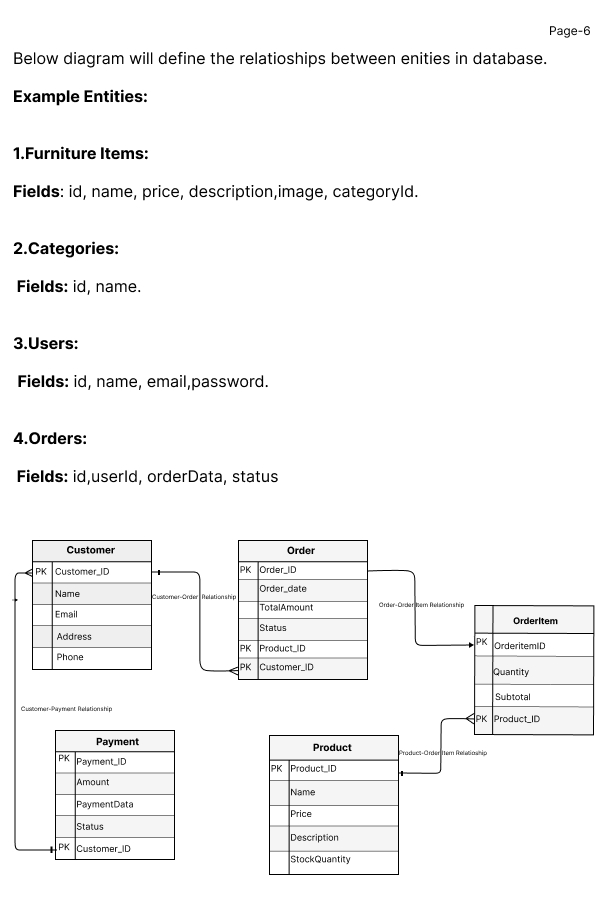 Page-6
Below diagram will define the relatioships between enities in database.
Example Entities:
1.Furniture Items:
Fields: id, name, price, description,image, categoryId.
2.Categories:
Fields: id, name.
3.Users:
Fields: id, name, email,password.
4.Orders:
Fields: id,userId, orderData, status
Customer
PK Customer_ID
Name
Email
Address
Phone
Customer-Order Relationship
Order
PK Order_ID
Order_date
TotalAmount
Status
PK Product_ID
PK Customer_ID
Order-Order Item Relationship
OrderItem
PK OrderitemID
Quantity
Subtotal
PK Product_ID
Customer-Payment Relationship
Payment
PK Payment_ID
Amount
PaymentData
Status
PK Customer_ID
Product
PK Product_ID
Name
Price
Description
StockQuantity
Product-Order Item Relatioship